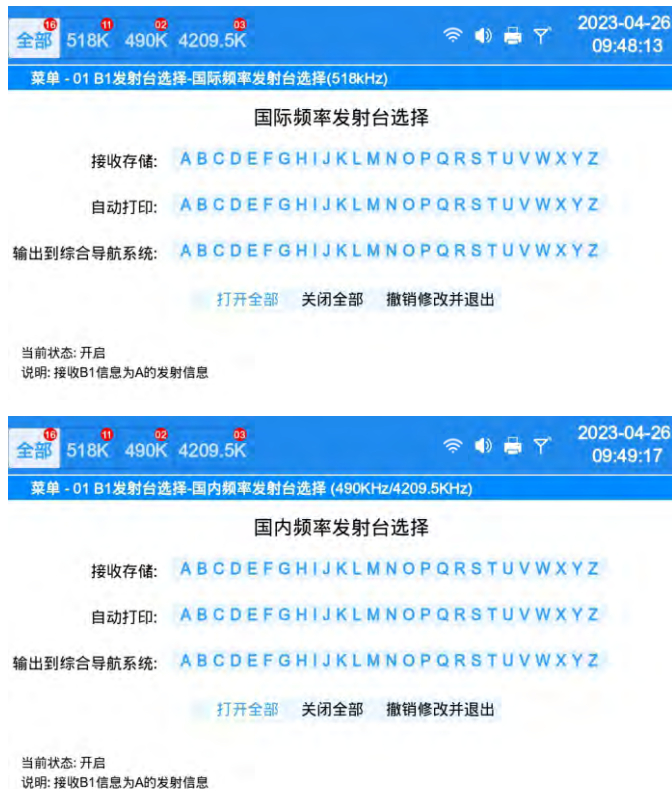 16 11 02 03
全部 518K 490K 4209.5K 2023-04-26
09:48:13
菜单 - 01 B1发射台选择-国际频率发射台选择(518kHz)
国际频率发射台选择
接收存储: A B C D E F G H I J K L M N O P Q R S T U V W X Y Z
自动打印: A B C D E F G H I J K L M N O P Q R S T U V W X Y Z
输出到综合导航系统: A B C D E F G H I J K L M N O P Q R S T U V W X Y Z
打开全部 关闭全部 撤销修改并退出
当前状态: 开启
说明: 接收B1信息为A的发射信息
16 11 02 03
全部 518K 490K 4209.5K 2023-04-26
09:49:17
菜单 - 01 B1发射台选择-国内频率发射台选择 (490KHz/4209.5KHz)
国内频率发射台选择
接收存储: A B C D E F G H I J K L M N O P Q R S T U V W X Y Z
自动打印: A B C D E F G H I J K L M N O P Q R S T U V W X Y Z
输出到综合导航系统: A B C D E F G H I J K L M N O P Q R S T U V W X Y Z
打开全部 关闭全部 撤销修改并退出
当前状态: 开启
说明: 接收B1信息为A的发射信息